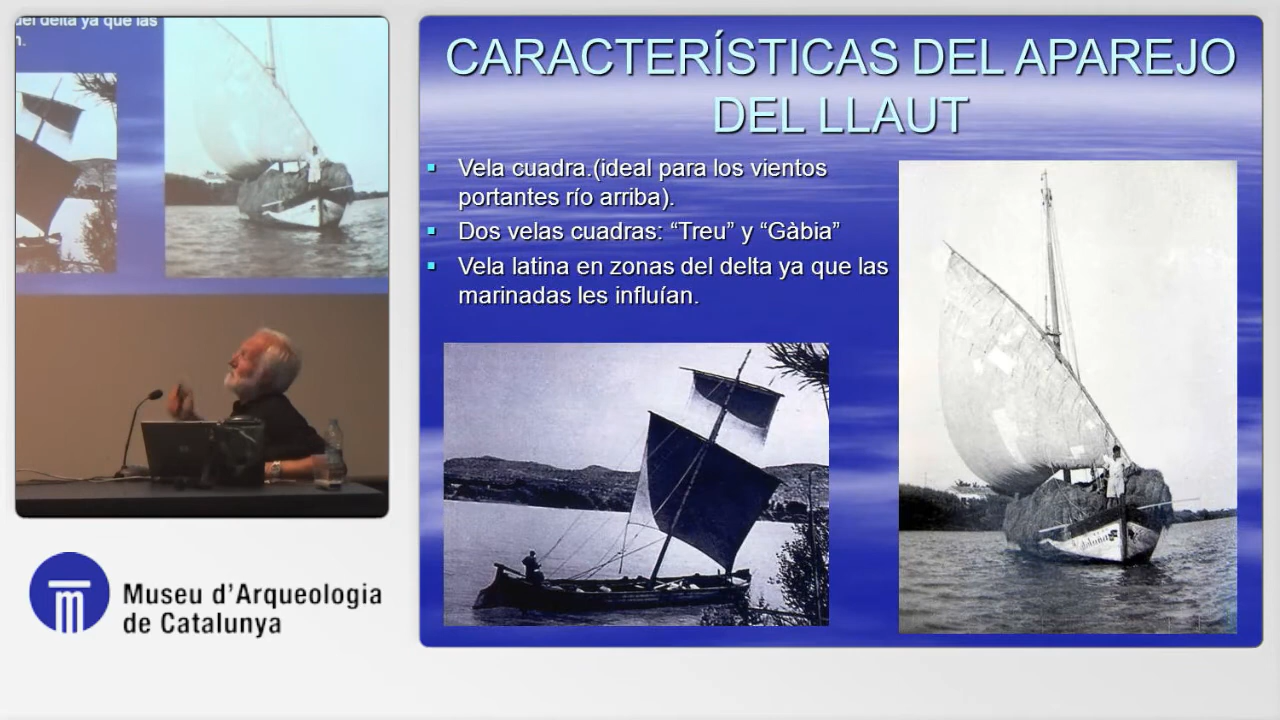 del delta ya que las
n.
CARACTERÍSTICAS DEL APAREJO
DEL LLAUT
Vela cuadra.(ideal para los vientos
portantes río arriba).
Dos velas cuadras: “Treu” y “Gàbia”
Vela latina en zonas del delta ya que las
marinadas les influían.
Museu d’Arqueologia
de Catalunya